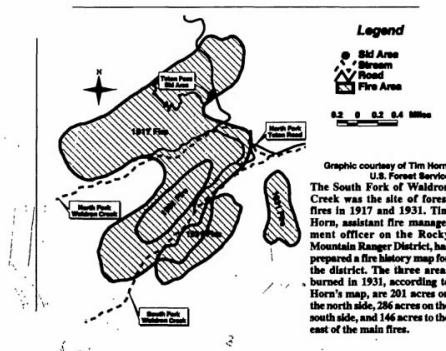 Legend
Ski Area
Stream
Road
Fire Area
0.2 0 0.2 0.4 Miles
N
Teton Pass
Ski Area
1917 Fire
North Fork
Teton Road
North Fork
Waldron Creek
1931 Fire
South Fork
Waldron Creek
Graphic courtesy of Tim Horn
U.S. Forest Service
The South Fork of Waldron
Creek was the site of forest
fires in 1917 and 1931. Tim
Horn, assistant fire manage-
ment officer on the Rocky
Mountain Ranger District, has
prepared a fire history map for
the district. The three areas
burned in 1931, according to
Horn's map, are 201 acres on
the north side, 286 acres on the
south side, and 146 acres to the
east of the main fires.